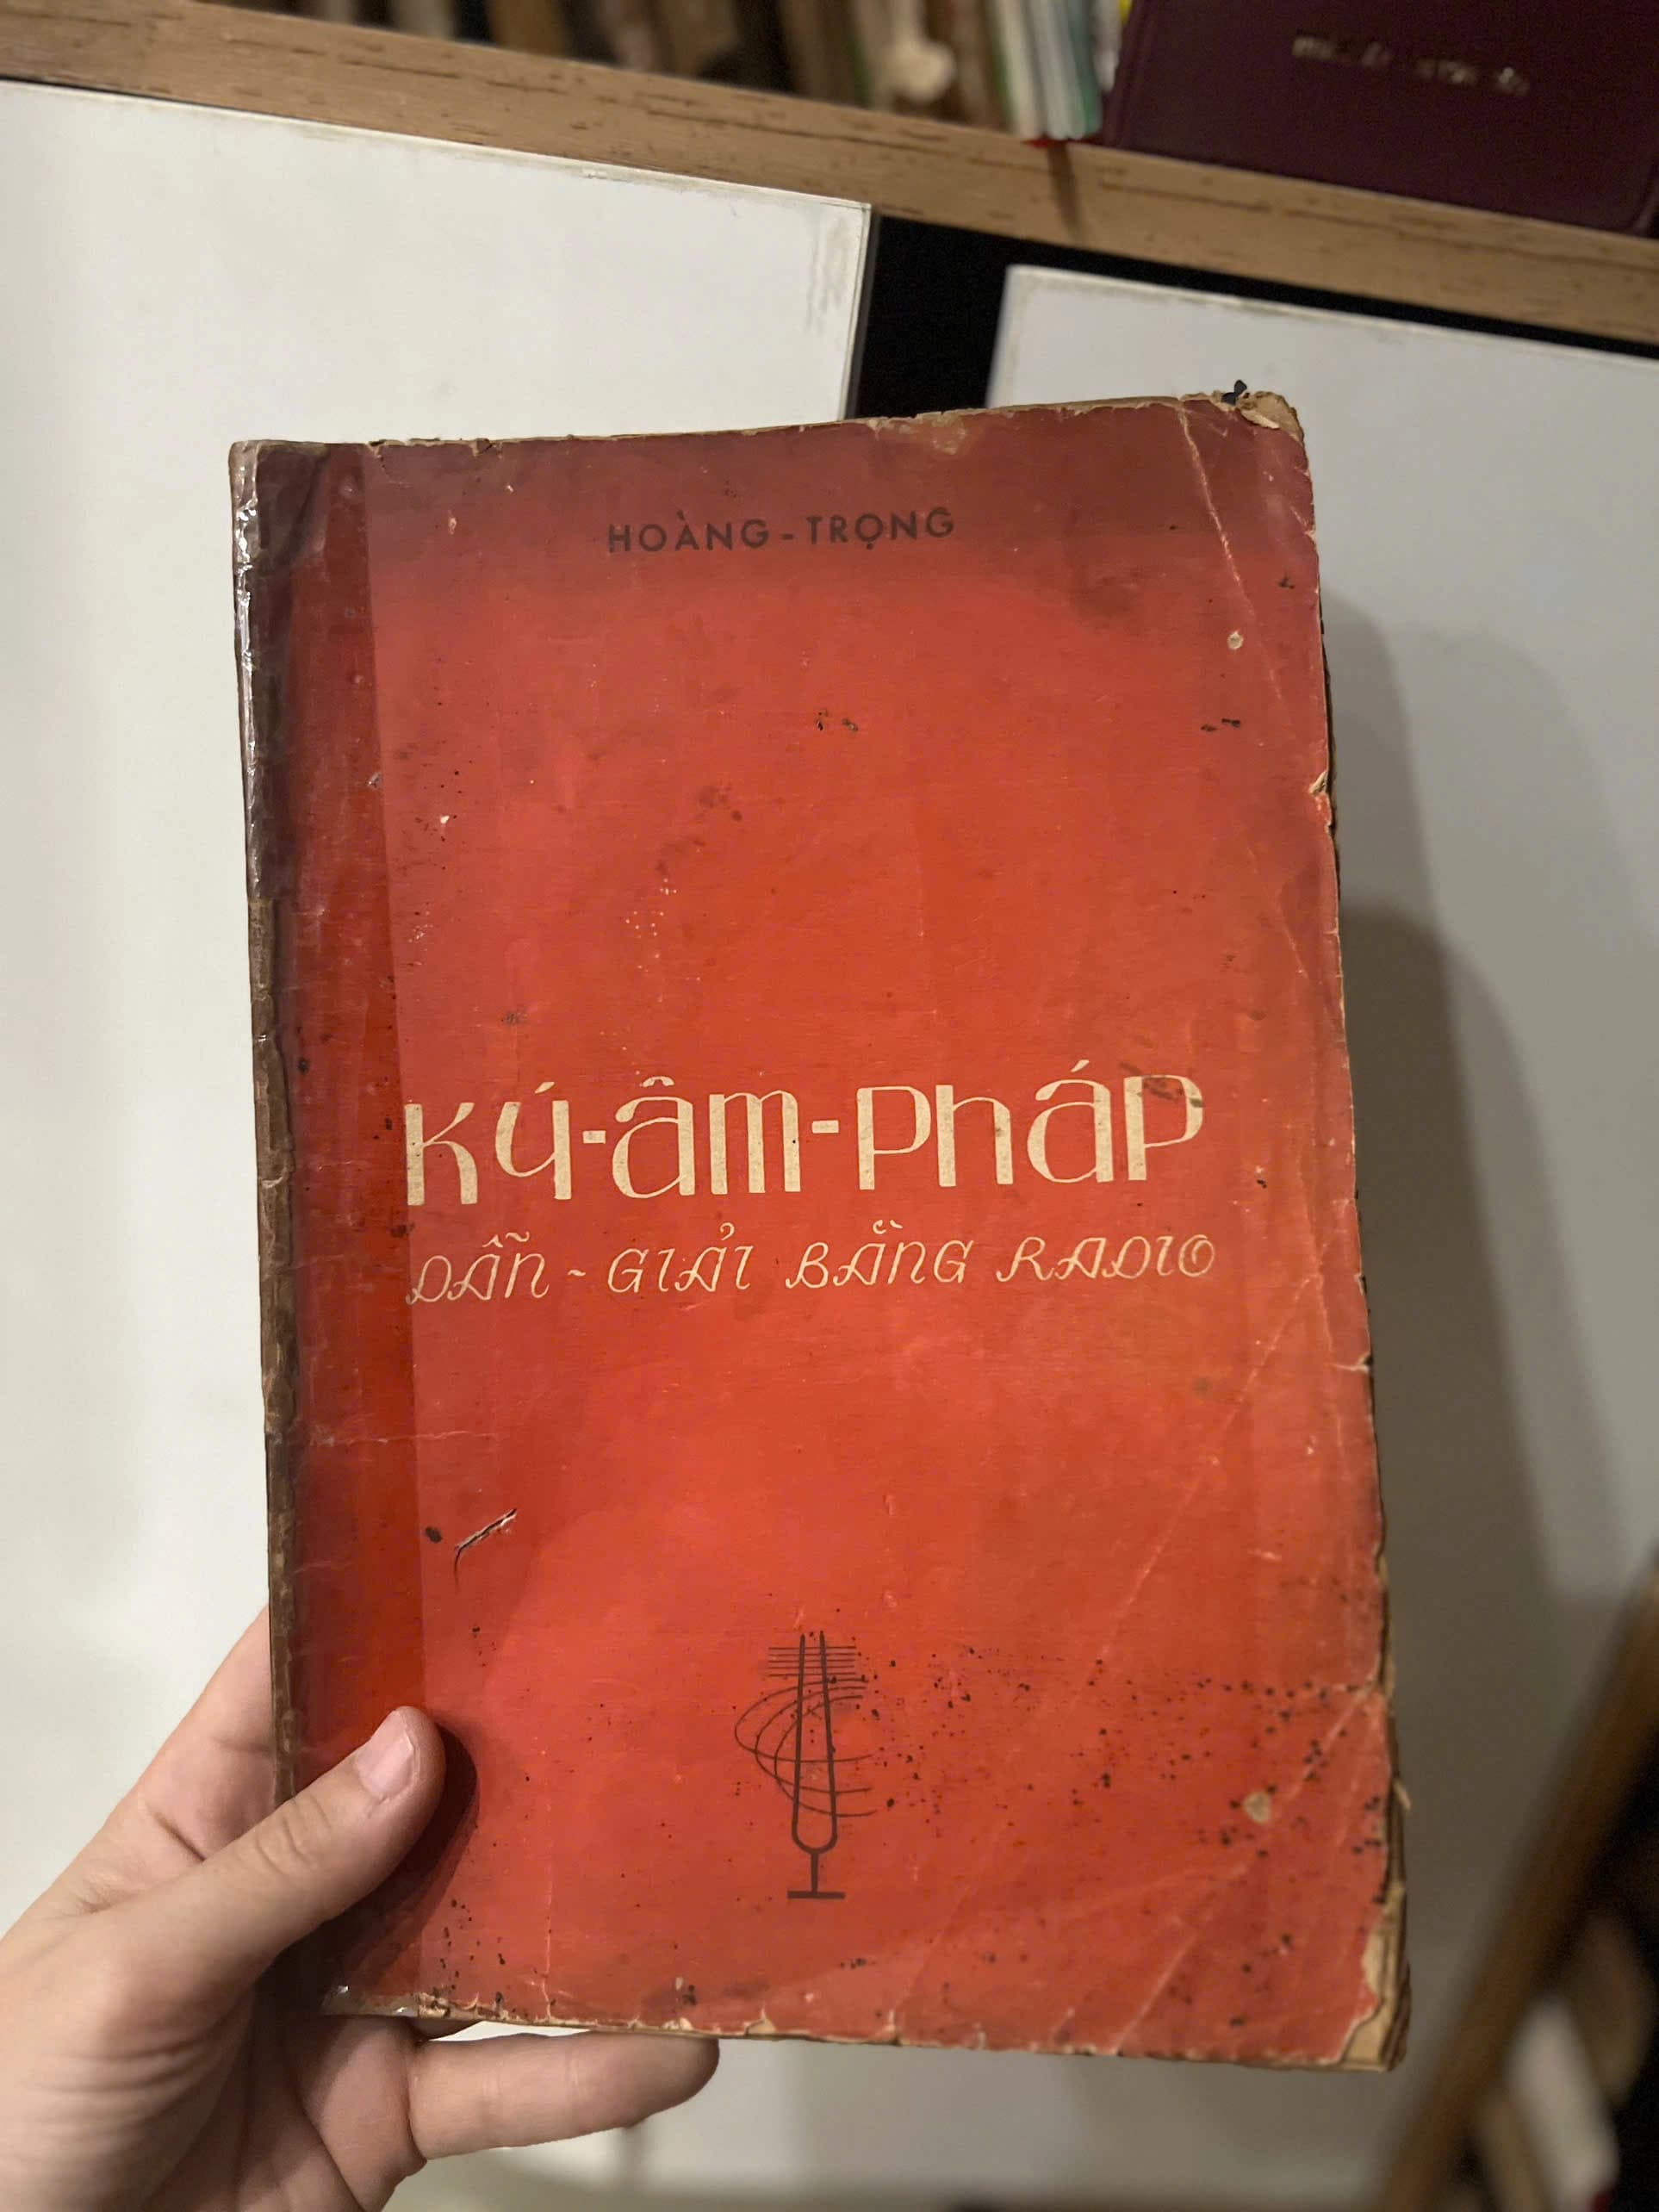 HOÀNG-TRỌNG
Ký-âm-Pháp
DẪN-GIẢI BẰNG RADIO